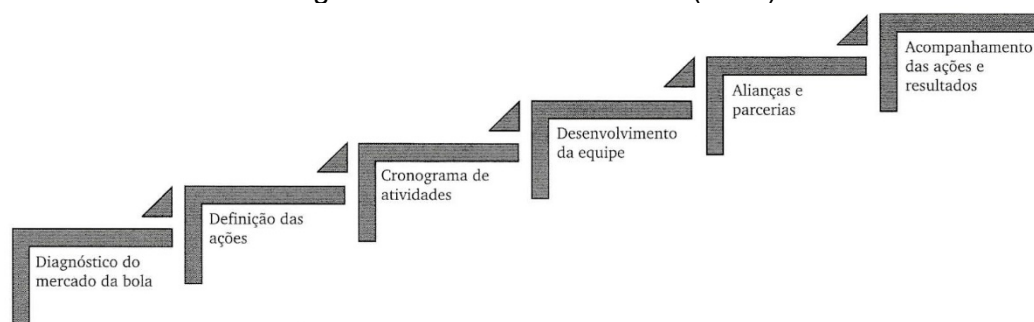 Diagnóstico do
mercado da bola
Definição das
ações
Cronograma de
atividades
Desenvolvimento
da equipe
Alianças e
parcerias
Acompanhamento
das ações e
resultados